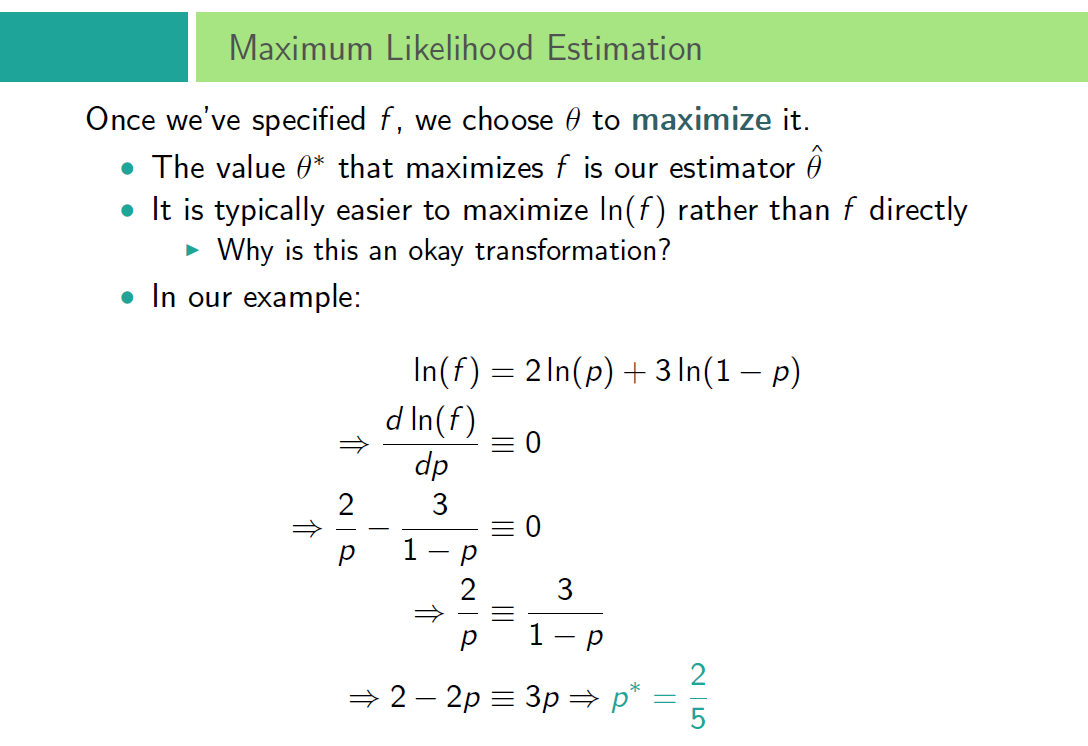 Maximum Likelihood Estimation
Once we've specified f, we choose θ to maximize it.
• The value θ* that maximizes f is our estimator θ̂
• It is typically easier to maximize ln(f) rather than f directly
▶ Why is this an okay transformation?
• In our example:
ln(f) = 2 ln(p) + 3 ln(1 − p)
⇒ d ln(f)/dp ≡ 0
⇒ 2/p − 3/(1 − p) ≡ 0
⇒ 2/p ≡ 3/(1 − p)
⇒ 2 − 2p ≡ 3p ⇒ p* = 2/5